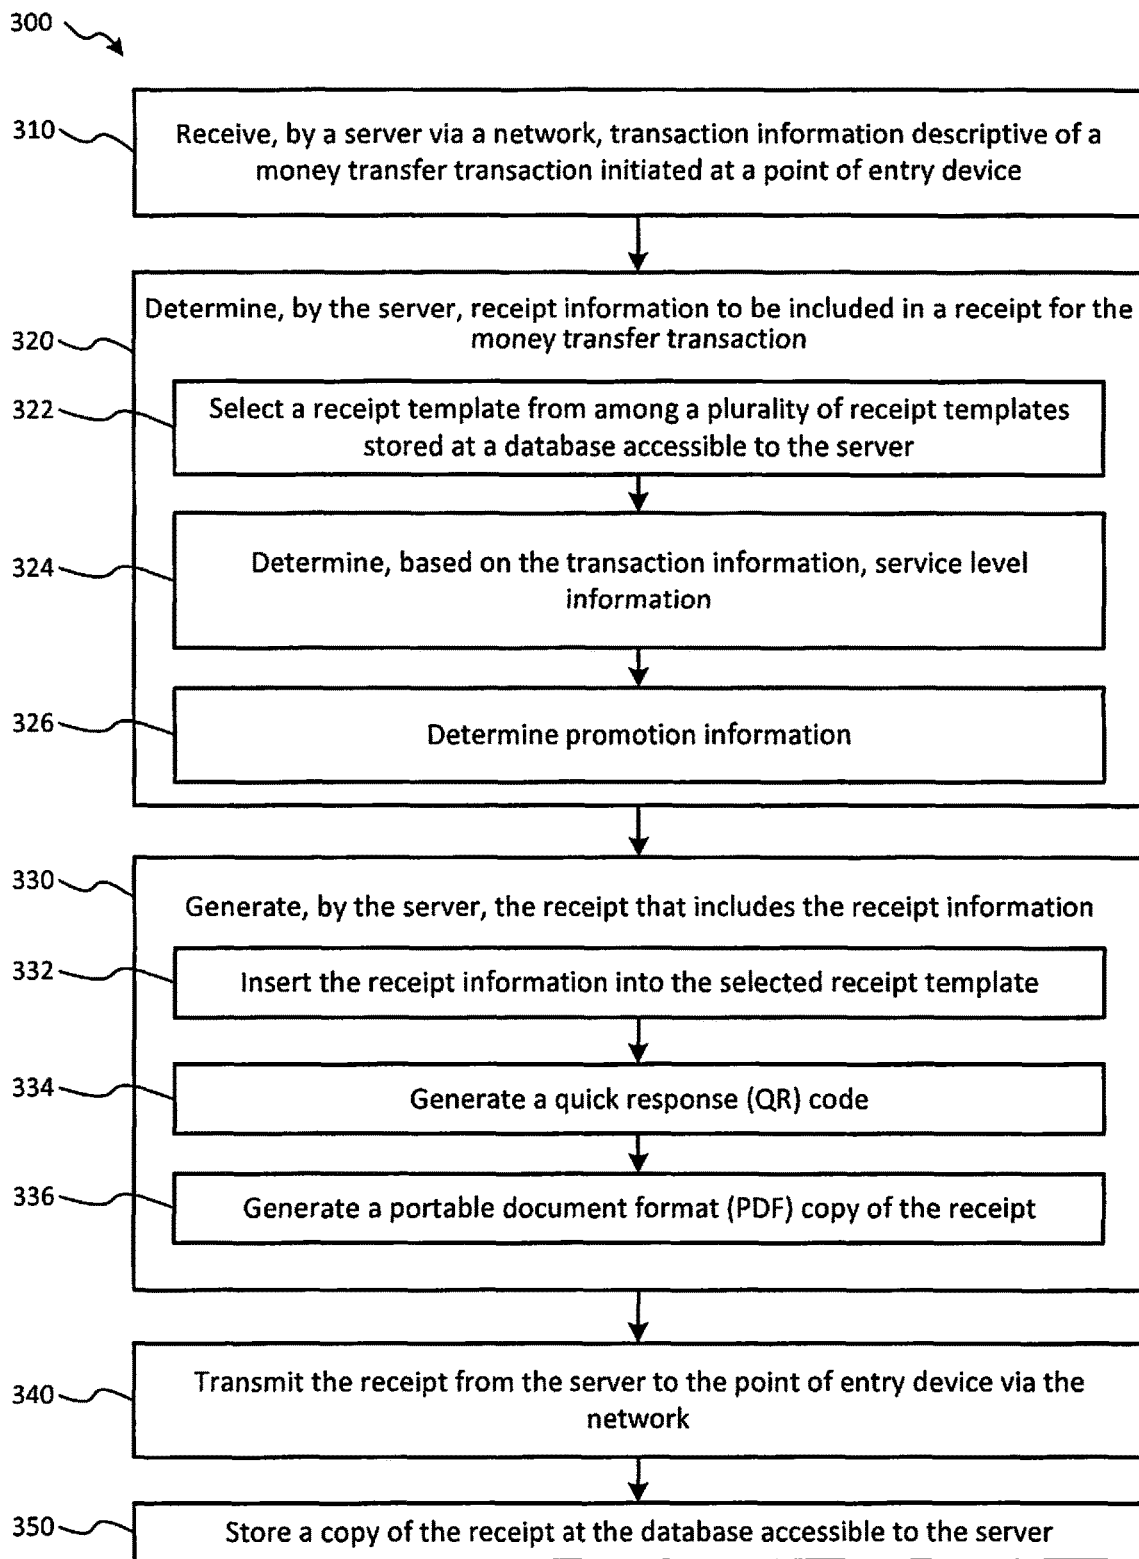 300
310
Receive, by a server via a network, transaction information descriptive of a
money transfer transaction initiated at a point of entry device
320
Determine, by the server, receipt information to be included in a receipt for the
money transfer transaction
322
Select a receipt template from among a plurality of receipt templates
stored at a database accessible to the server
324
Determine, based on the transaction information, service level
information
326
Determine promotion information
330
Generate, by the server, the receipt that includes the receipt information
332
Insert the receipt information into the selected receipt template
334
Generate a quick response (QR) code
336
Generate a portable document format (PDF) copy of the receipt
340
Transmit the receipt from the server to the point of entry device via the
network
350
Store a copy of the receipt at the database accessible to the server